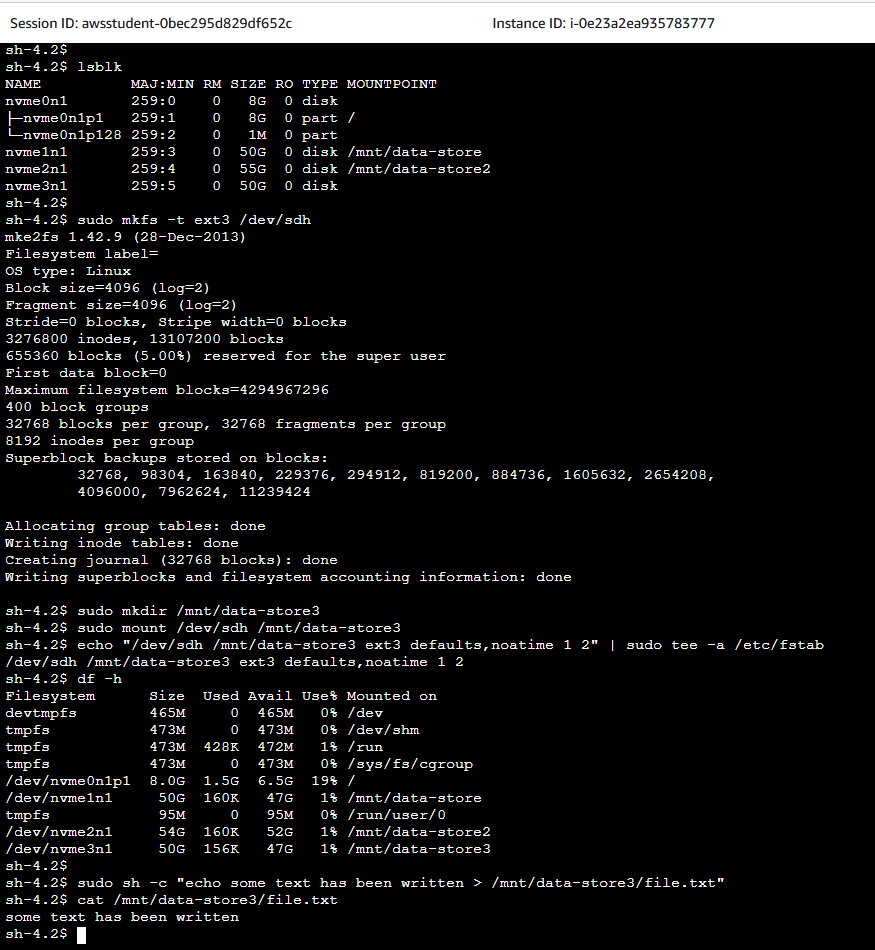 Session ID: awsstudent-0bec295d829df652c Instance ID: i-0e23a2ea935783777
sh-4.2$
sh-4.2$ lsblk
NAME          MAJ:MIN RM SIZE RO TYPE MOUNTPOINT
nvme0n1       259:0    0   8G  0 disk
├─nvme0n1p1   259:1    0   8G  0 part /
└─nvme0n1p128 259:2    0   1M  0 part
nvme1n1       259:3    0  50G  0 disk /mnt/data-store
nvme2n1       259:4    0  55G  0 disk /mnt/data-store2
nvme3n1       259:5    0  50G  0 disk
sh-4.2$
sh-4.2$ sudo mkfs -t ext3 /dev/sdh
mke2fs 1.42.9 (28-Dec-2013)
Filesystem label=
OS type: Linux
Block size=4096 (log=2)
Fragment size=4096 (log=2)
Stride=0 blocks, Stripe width=0 blocks
3276800 inodes, 13107200 blocks
655360 blocks (5.00%) reserved for the super user
First data block=0
Maximum filesystem blocks=4294967296
400 block groups
32768 blocks per group, 32768 fragments per group
8192 inodes per group
Superblock backups stored on blocks:
        32768, 98304, 163840, 229376, 294912, 819200, 884736, 1605632, 2654208,
        4096000, 7962624, 11239424

Allocating group tables: done
Writing inode tables: done
Creating journal (32768 blocks): done
Writing superblocks and filesystem accounting information: done

sh-4.2$ sudo mkdir /mnt/data-store3
sh-4.2$ sudo mount /dev/sdh /mnt/data-store3
sh-4.2$ echo "/dev/sdh /mnt/data-store3 ext3 defaults,noatime 1 2" | sudo tee -a /etc/fstab
/dev/sdh /mnt/data-store3 ext3 defaults,noatime 1 2
sh-4.2$ df -h
Filesystem      Size  Used Avail Use% Mounted on
devtmpfs        465M     0  465M   0% /dev
tmpfs           473M     0  473M   0% /dev/shm
tmpfs           473M  428K  472M   1% /run
tmpfs           473M     0  473M   0% /sys/fs/cgroup
/dev/nvme0n1p1  8.0G  1.5G  6.5G  19% /
/dev/nvme1n1     50G  160K   47G   1% /mnt/data-store
tmpfs            95M     0   95M   0% /run/user/0
/dev/nvme2n1     54G  160K   52G   1% /mnt/data-store2
/dev/nvme3n1     50G  156K   47G   1% /mnt/data-store3
sh-4.2$
sh-4.2$ sudo sh -c "echo some text has been written > /mnt/data-store3/file.txt"
sh-4.2$ cat /mnt/data-store3/file.txt
some text has been written
sh-4.2$